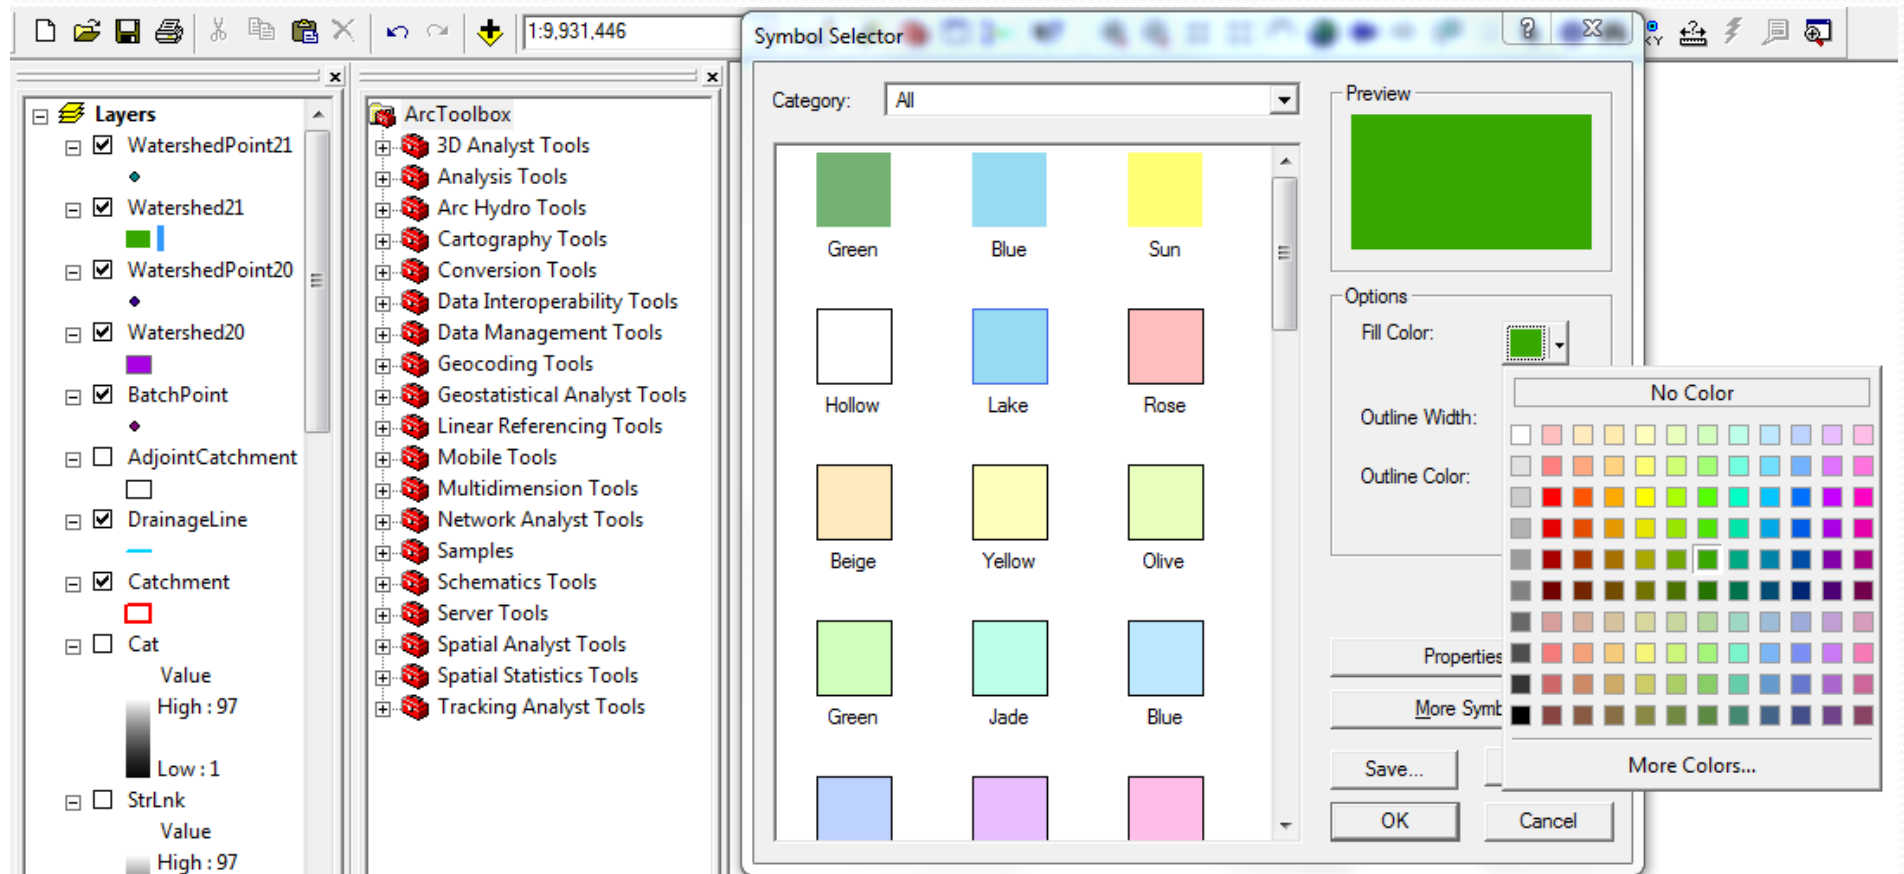 1:9,931,446
Layers
WatershedPoint21
Watershed21
WatershedPoint20
Watershed20
BatchPoint
AdjointCatchment
DrainageLine
Catchment
Cat
Value
High : 97
Low : 1
StrLnk
Value
High : 97
ArcToolbox
3D Analyst Tools
Analysis Tools
Arc Hydro Tools
Cartography Tools
Conversion Tools
Data Interoperability Tools
Data Management Tools
Geocoding Tools
Geostatistical Analyst Tools
Linear Referencing Tools
Mobile Tools
Multidimension Tools
Network Analyst Tools
Samples
Schematics Tools
Server Tools
Spatial Analyst Tools
Spatial Statistics Tools
Tracking Analyst Tools
Symbol Selector
Category: All
Green Blue Sun
Hollow Lake Rose
Beige Yellow Olive
Green Jade Blue
Preview
Options
Fill Color:
Outline Width:
Outline Color:
Properties
More Symb
Save...
OK Cancel
No Color
More Colors...